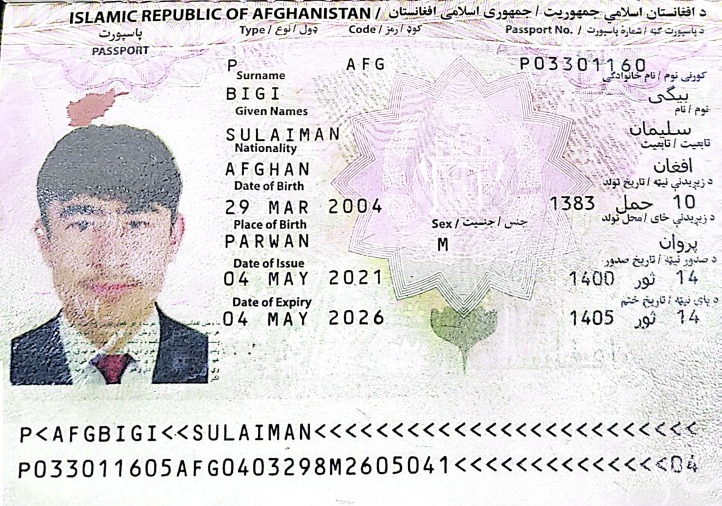 ISLAMIC REPUBLIC OF AFGHANISTAN / د افغانستان اسلامي جمهوریت / جمهوری اسلامی افغانستان
پاسپورت Type / ډول / نوع Code / کوډ / رمز Passport No. / د پاسپورټ ګڼه / شماره پاسپورت
PASSPORT
P AFG P03301160
Surname کورنی نوم / نام خانوادگی
BIGI بیگی
Given Names نوم / نام
SULAIMAN سلیمان
Nationality تابعیت / تابعیت
AFGHAN افغان
Date of Birth د زیږیدنې نیټه / تاریخ تولد
29 MAR 2004 10 حمل 1383
Place of Birth Sex / جنس / جنسیت د زیږیدنې ځای / محل تولد
PARWAN M پروان
Date of Issue د صدور نیټه / تاریخ صدور
04 MAY 2021 14 ثور 1400
Date of Expiry د پای نیټه / تاریخ ختم
04 MAY 2026 14 ثور 1405
P<AFGBIGI<<SULAIMAN<<<<<<<<<<<<<<<<<<<<<<<<<
P033011605AFG0403298M2605041<<<<<<<<<<<<<<04